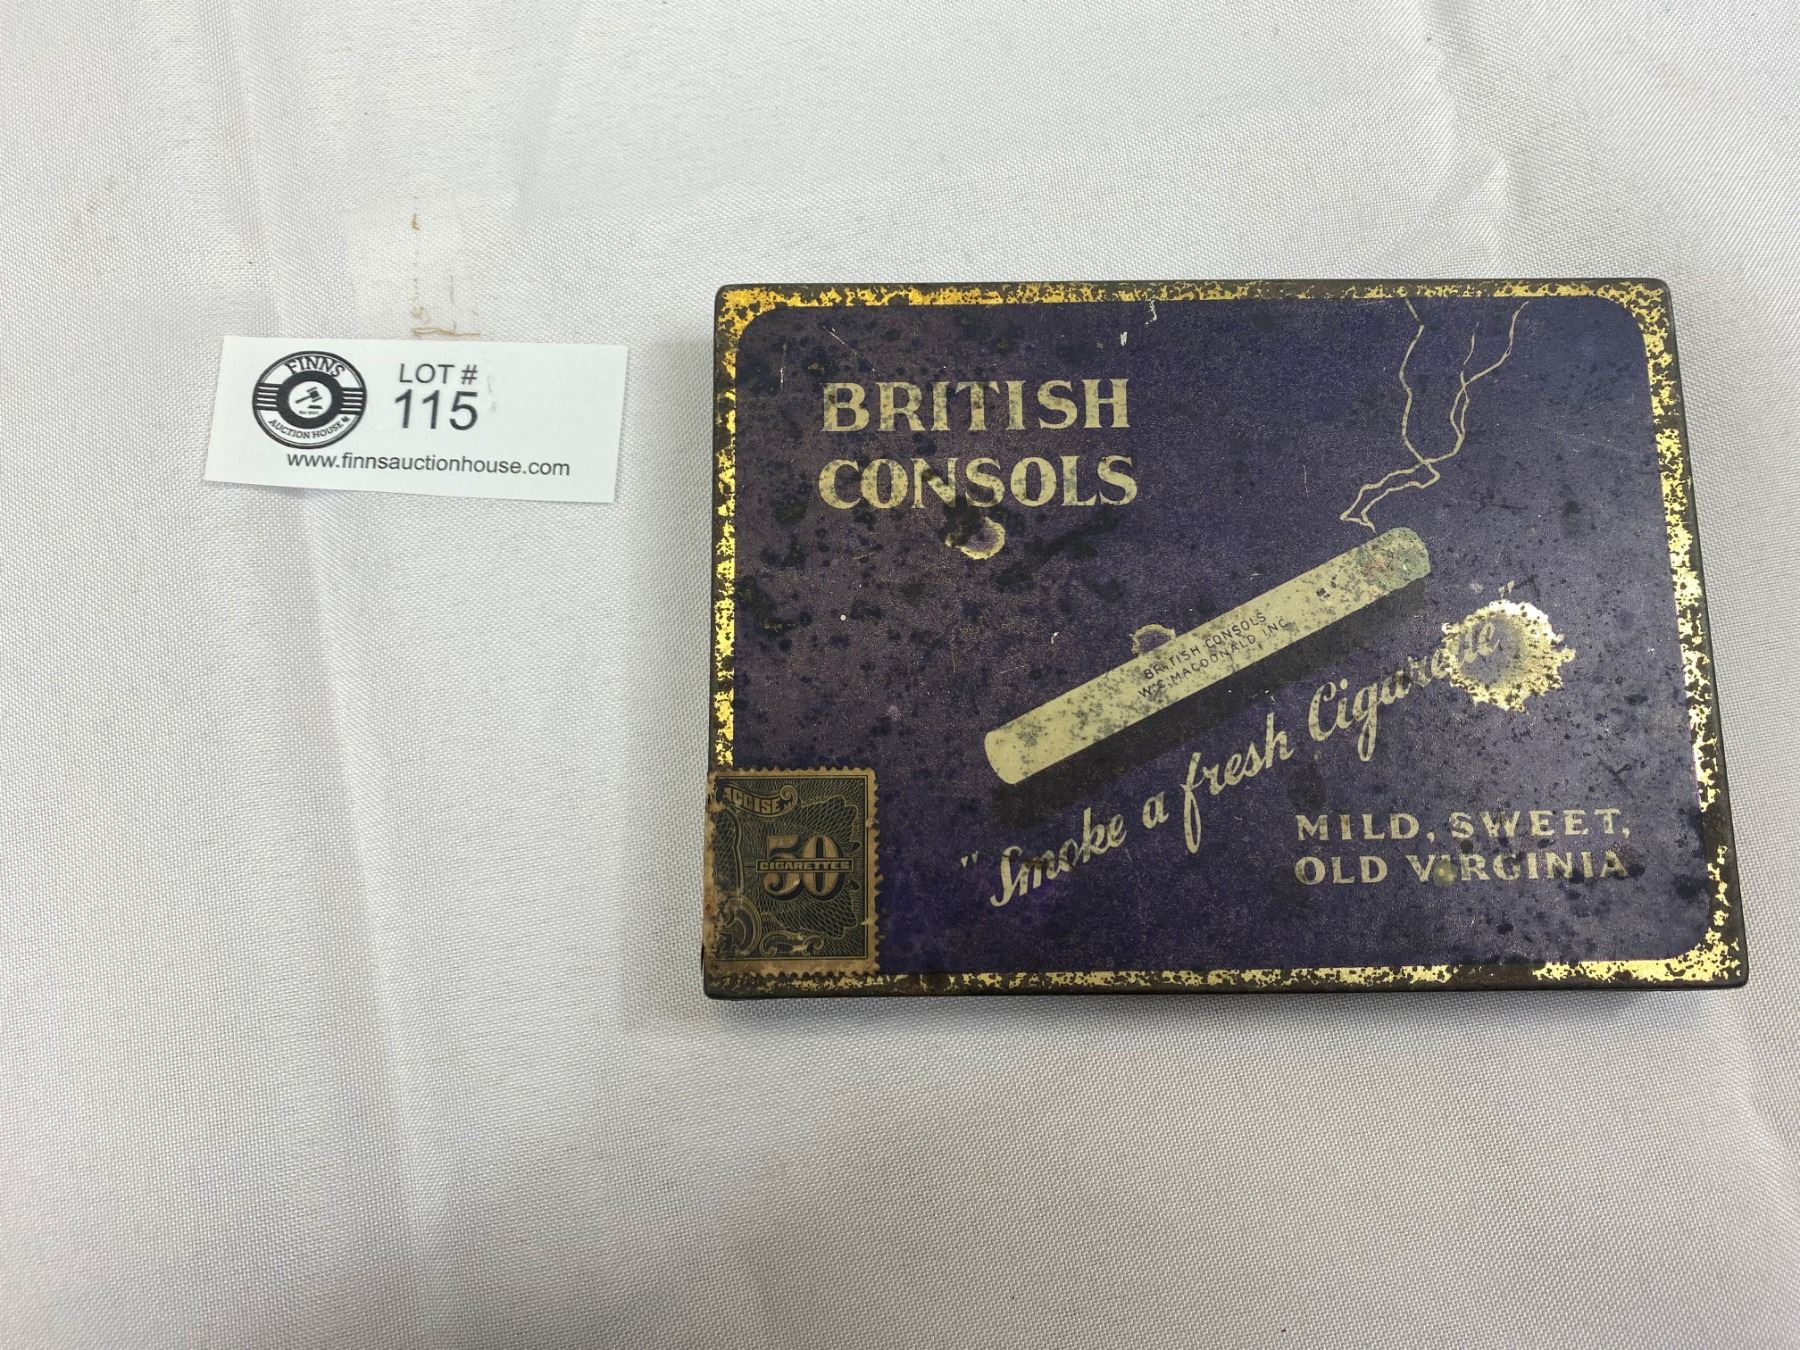 FINNS
AUCTION HOUSE
LOT #
115
www.finnsauctionhouse.com
BRITISH
CONSOLS
BRITISH CONSOLS
W.C. MACDONALD INC.
"Smoke a fresh Cigarette"
MILD, SWEET,
OLD VIRGINIA
ACCISE
50
CIGARETTES